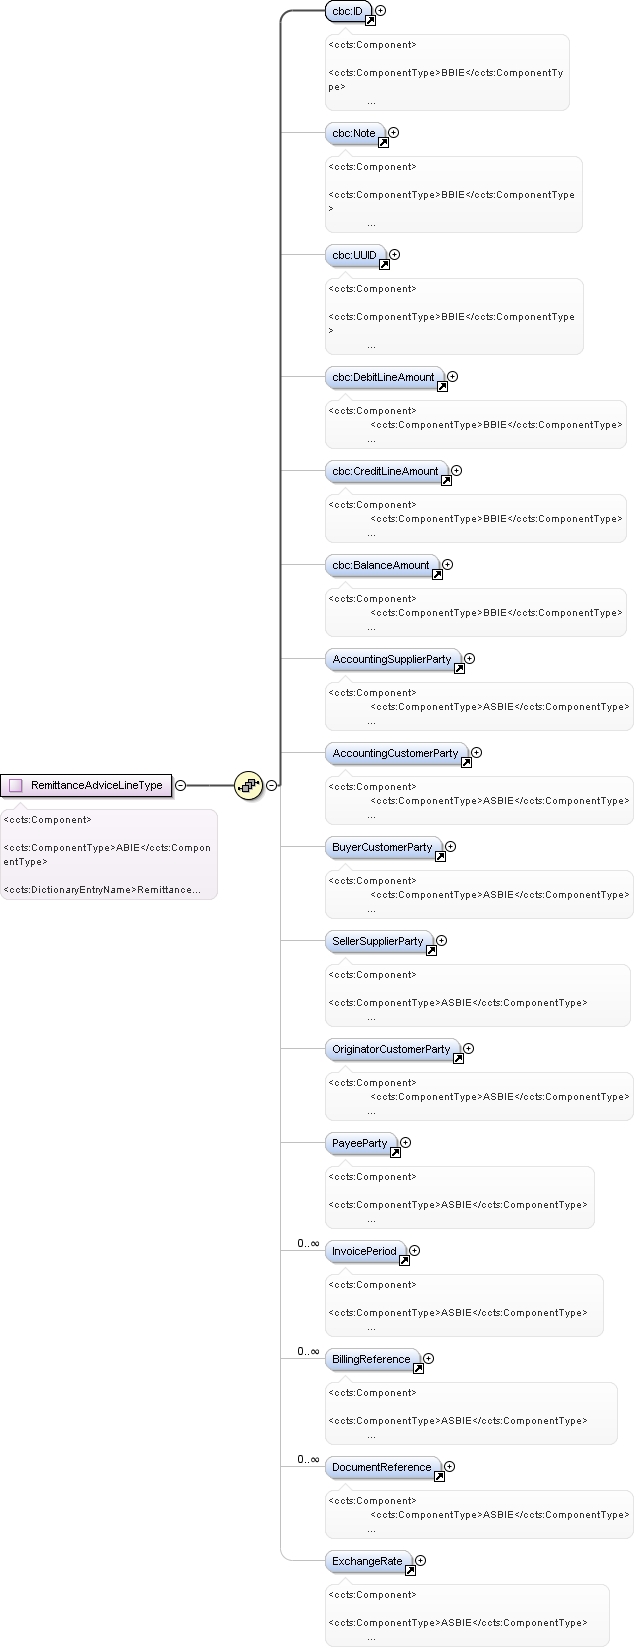 cbc:ID
<ccts:Component>
<ccts:ComponentType>BBIE</ccts:ComponentTy
pe>
...
cbc:Note
<ccts:Component>
<ccts:ComponentType>BBIE</ccts:ComponentType
>
...
cbc:UUID
<ccts:Component>
<ccts:ComponentType>BBIE</ccts:ComponentType
>
...
cbc:DebitLineAmount
<ccts:Component>
<ccts:ComponentType>BBIE</ccts:ComponentType>
...
cbc:CreditLineAmount
<ccts:Component>
<ccts:ComponentType>BBIE</ccts:ComponentType>
...
cbc:BalanceAmount
<ccts:Component>
<ccts:ComponentType>BBIE</ccts:ComponentType>
...
AccountingSupplierParty
<ccts:Component>
<ccts:ComponentType>ASBIE</ccts:ComponentType>
...
RemittanceAdviceLineType
<ccts:Component>
<ccts:ComponentType>ABIE</ccts:Compon
entType>
<ccts:DictionaryEntryName>Remittance...
AccountingCustomerParty
<ccts:Component>
<ccts:ComponentType>ASBIE</ccts:ComponentType>
...
BuyerCustomerParty
<ccts:Component>
<ccts:ComponentType>ASBIE</ccts:ComponentType>
...
SellerSupplierParty
<ccts:Component>
<ccts:ComponentType>ASBIE</ccts:ComponentType>
...
OriginatorCustomerParty
<ccts:Component>
<ccts:ComponentType>ASBIE</ccts:ComponentType>
...
PayeeParty
<ccts:Component>
<ccts:ComponentType>ASBIE</ccts:ComponentType>
...
0..∞
InvoicePeriod
<ccts:Component>
<ccts:ComponentType>ASBIE</ccts:ComponentType>
...
0..∞
BillingReference
<ccts:Component>
<ccts:ComponentType>ASBIE</ccts:ComponentType>
...
0..∞
DocumentReference
<ccts:Component>
<ccts:ComponentType>ASBIE</ccts:ComponentType>
...
ExchangeRate
<ccts:Component>
<ccts:ComponentType>ASBIE</ccts:ComponentType>
...